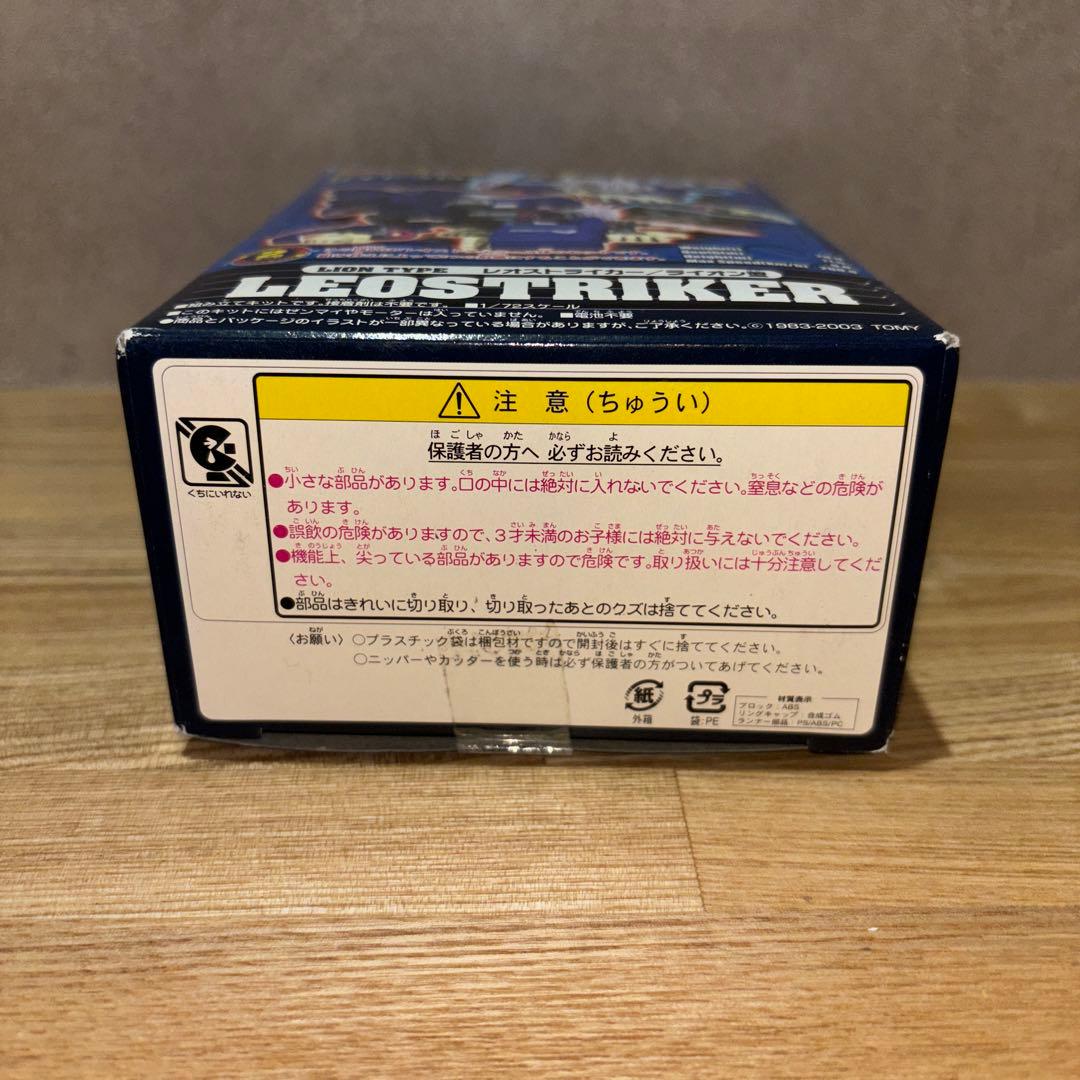 LION TYPE レオストライカー/ライオン型
LEOSTRIKER
■組み立てキットです。接着剤は不要です。 ■1/72スケール
■このキットにはゼンマイやモーターは入っていません。 ■電池不要
●商品とパッケージのイラストが一部異なっている場合がありますが、ご了承ください。©1983-2003 TOMY
注 意(ちゅうい)
保護者の方へ 必ずお読みください。
くちにいれない
●小さな部品があります。口の中には絶対に入れないでください。窒息などの危険が
あります。
●誤飲の危険がありますので、3才未満のお子様には絶対に与えないでください。
●機能上、尖っている部品がありますので危険です。取り扱いには十分注意してくだ
さい。
●部品はきれいに切り取り、切り取ったあとのクズは捨ててください。
〈お願い〉 ○プラスチック袋は梱包材ですので開封後はすぐに捨ててください。
○ニッパーやカッターを使う時は必ず保護者の方がついてあげてください。
紙
外箱
プラ
袋:PE
材質表示
ブロック:ABS
リングキャップ:合成ゴム
ランナー部品:PS/ABS/PC